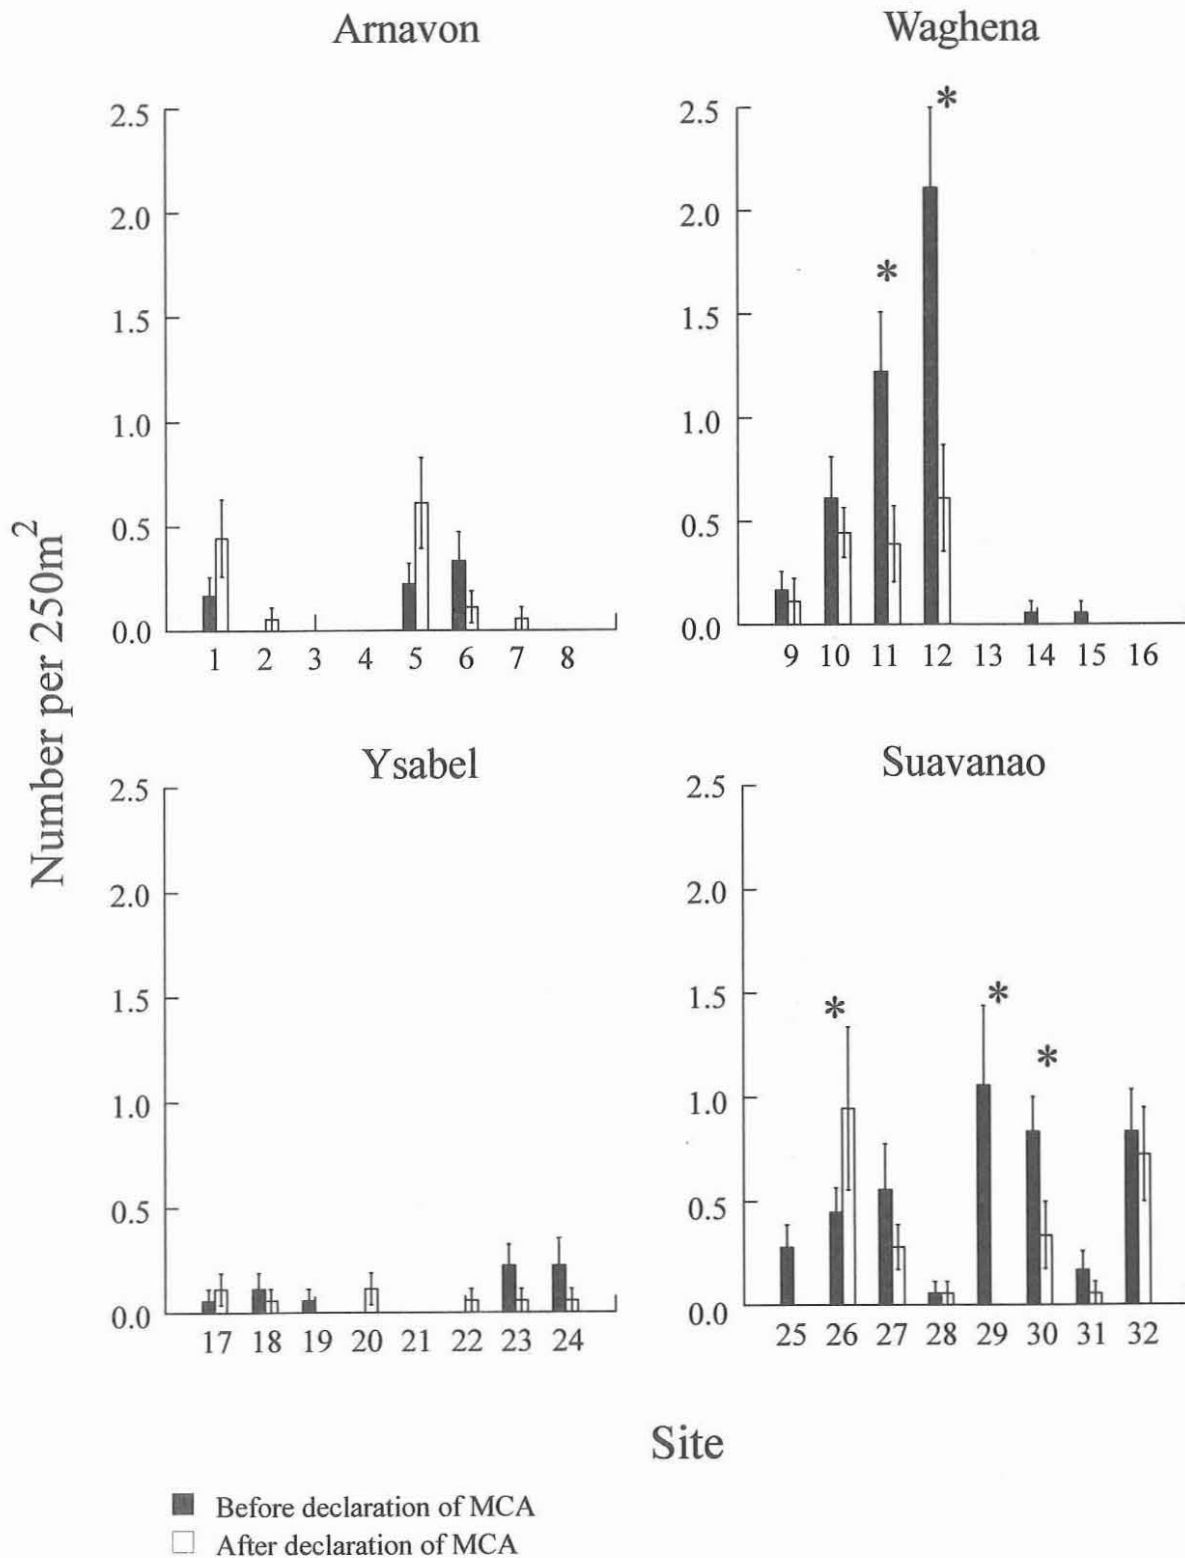 Arnavon
Waghena
2.5
2.0
1.5
1.0
0.5
0.0
1 2 3 4 5 6 7 8
2.5
*
2.0
*
1.5
1.0
0.5
0.0
9 10 11 12 13 14 15 16
Number per 250m²
Ysabel
Suavanao
2.5
2.0
1.5
1.0
0.5
0.0
17 18 19 20 21 22 23 24
2.5
2.0
1.5
* * *
1.0
0.5
0.0
25 26 27 28 29 30 31 32
Site
Before declaration of MCA
After declaration of MCA